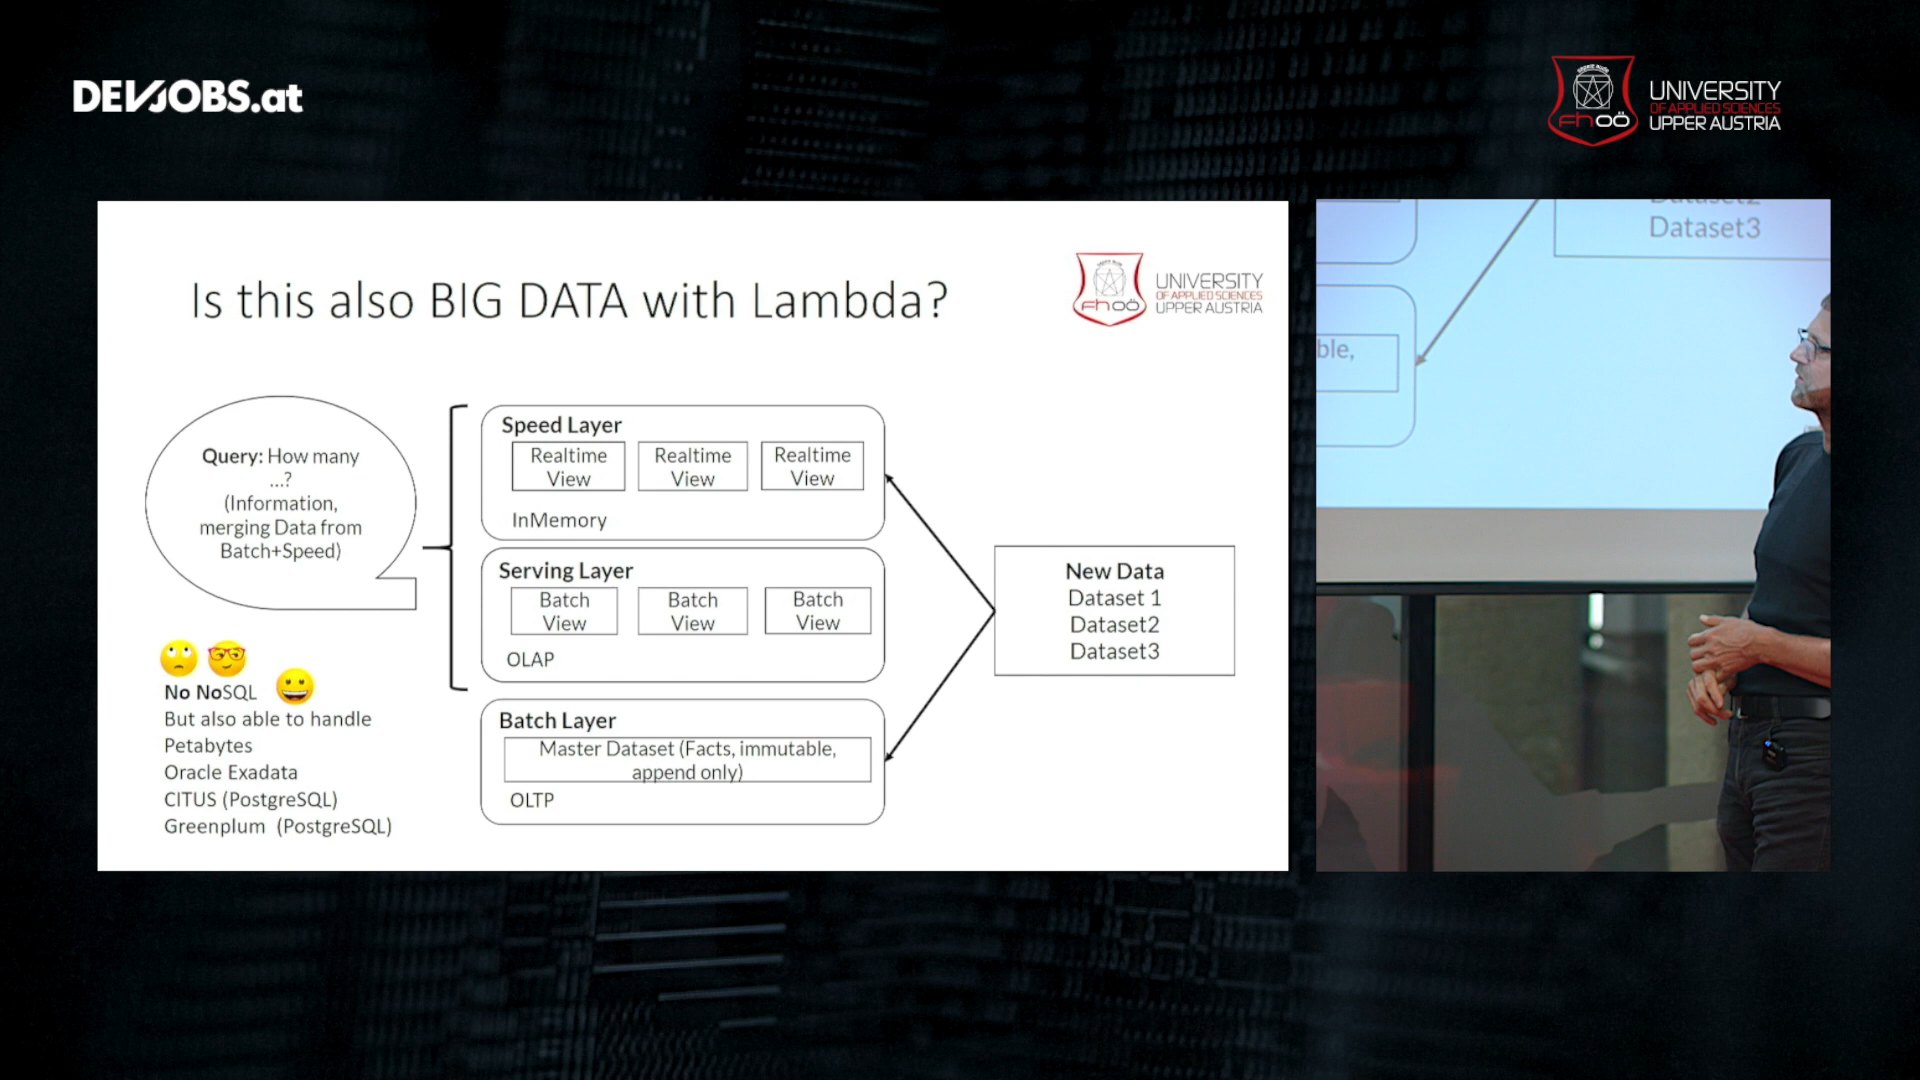 DEVJOBS.at
fhoö
UNIVERSITY
OF APPLIED SCIENCES
UPPER AUSTRIA
Is this also BIG DATA with Lambda?
fhoö
UNIVERSITY
OF APPLIED SCIENCES
UPPER AUSTRIA
Query: How many
...?
(Information,
merging Data from
Batch+Speed)
No NoSQL
But also able to handle
Petabytes
Oracle Exadata
CITUS (PostgreSQL)
Greenplum (PostgreSQL)
Speed Layer
Realtime
View
Realtime
View
Realtime
View
InMemory
Serving Layer
Batch
View
Batch
View
Batch
View
OLAP
Batch Layer
Master Dataset (Facts, immutable,
append only)
OLTP
New Data
Dataset 1
Dataset2
Dataset3
Dataset2
Dataset3
ble,